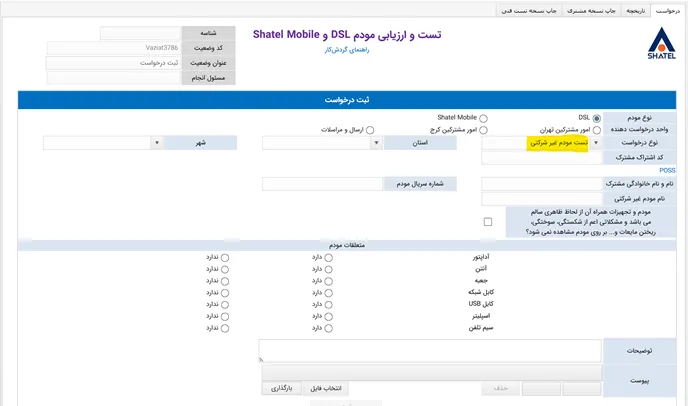 درخواست
تاریخچه
چاپ نسخه مشتری
چاپ نسخه تست فنی
SHATEL
تست و ارزیابی مودم DSL و Shatel Mobile
راهنمای گردش‌کار
شناسه
کد وضعیت
Vaziat3786
عنوان وضعیت
ثبت درخواست
مسئول انجام
ثبت درخواست
نوع مودم
DSL
Shatel Mobile
واحد درخواست دهنده
امور مشترکین تهران
امور مشترکین کرج
ارسال و مراسلات
نوع درخواست
تست مودم غیر شرکتی
استان
شهر
کد اشتراک مشترک
POSS
نام و نام خانوادگی مشترک
شماره سریال مودم
نام مودم غیر شرکتی
مودم و تجهیزات همراه آن از لحاظ ظاهری سالم
می باشد و مشکلاتی اعم از شکستگی، سوختگی،
ریختن مایعات و... بر روی مودم مشاهده نمی شود؟
متعلقات مودم
آداپتور
دارد
ندارد
آنتن
دارد
ندارد
جعبه
دارد
ندارد
کابل شبکه
دارد
ندارد
کابل USB
دارد
ندارد
اسپلیتر
دارد
ندارد
سیم تلفن
دارد
ندارد
توضیحات
پیوست
حذف
انتخاب فایل
بارگذاری